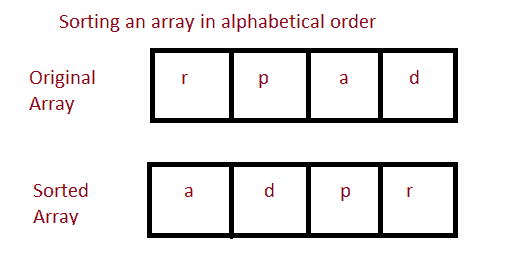 Sorting an array in alphabetical order
Original
Array
r p a d
Sorted
Array
a d p r